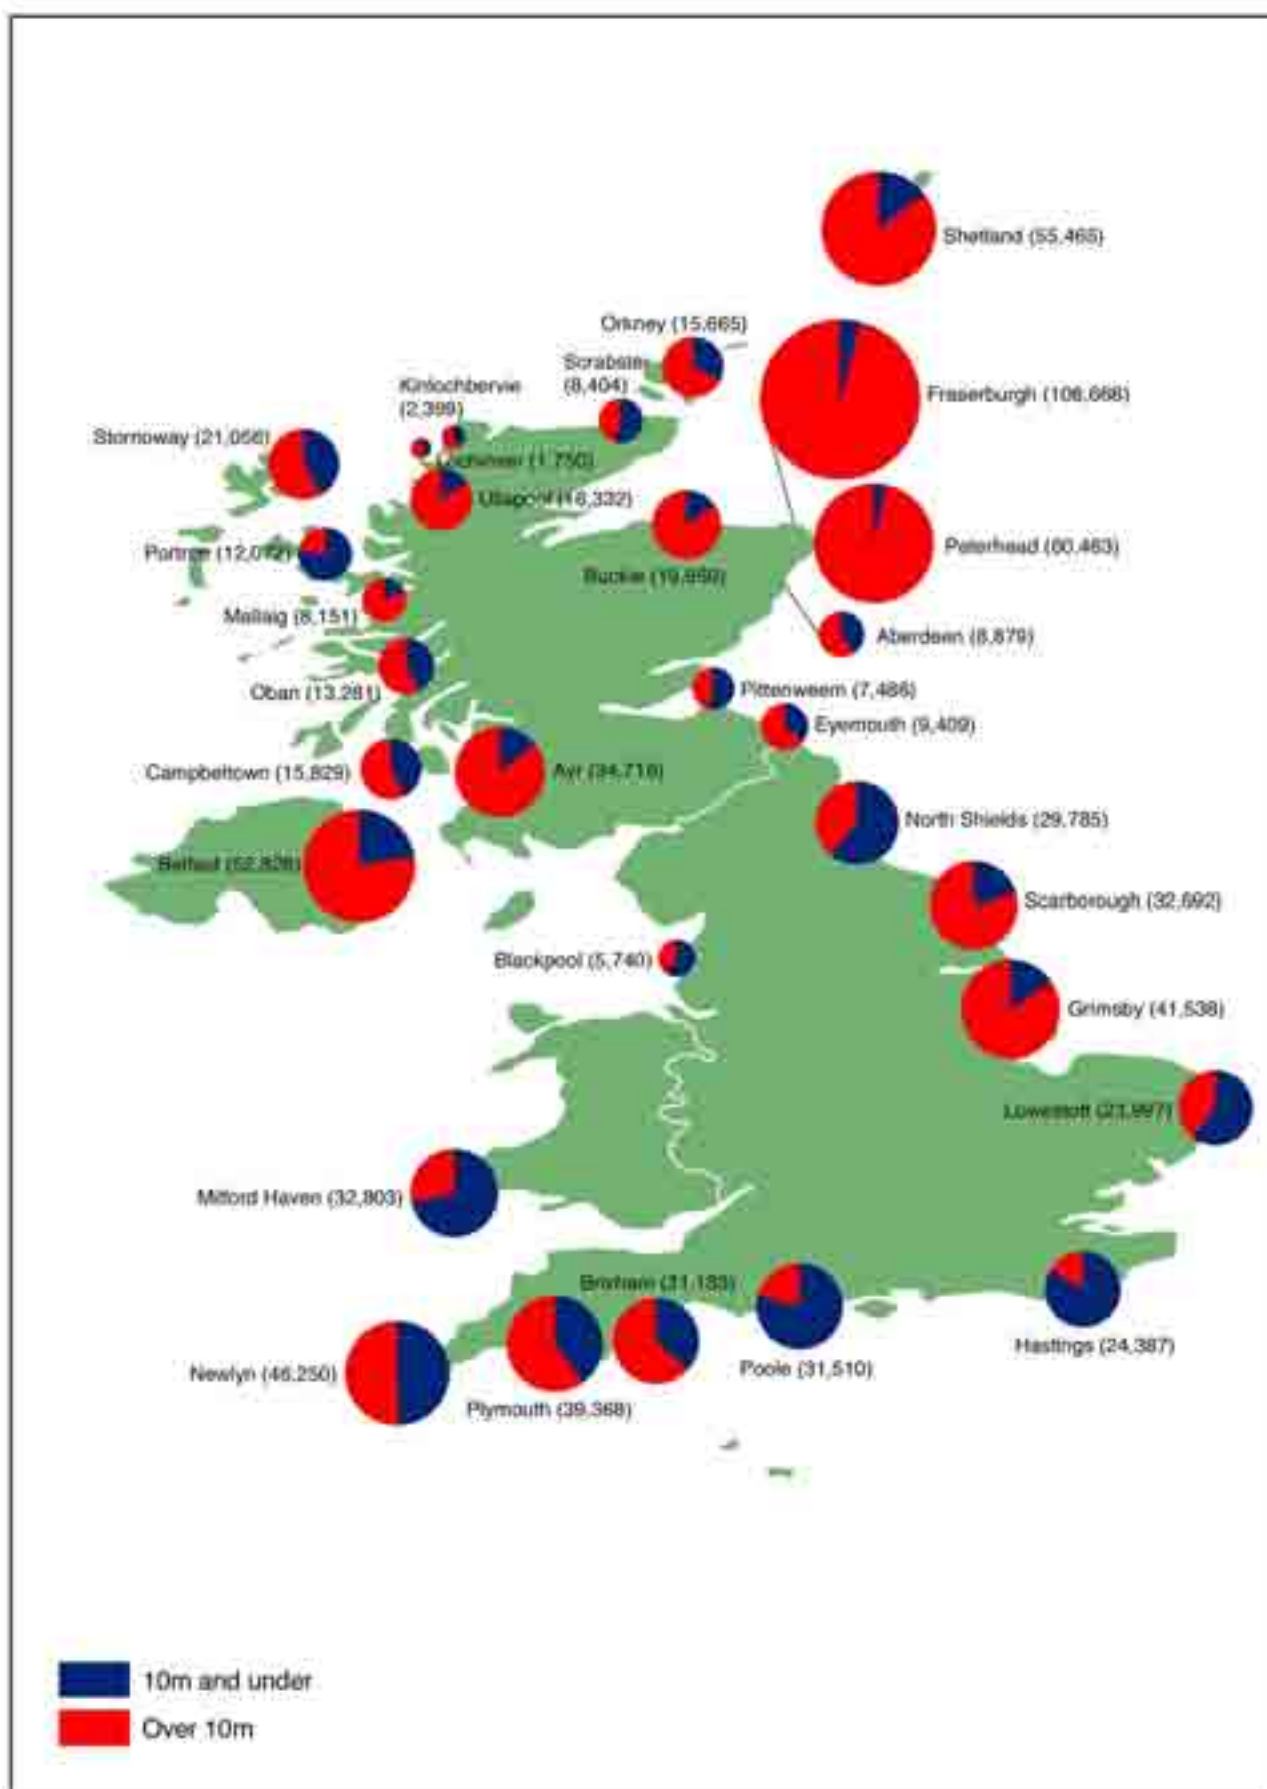 Shetland (55,465)
Orkney (15,665)
Scrabster
(8,404)
Kinlochbervie
(2,399)
Fraserburgh (106,666)
Stornoway (21,056)
Lochinver (1,750)
Ullapool (16,332)
Portree (12,072)
Peterhead (60,463)
Buckie (19,950)
Mallaig (8,151)
Aberdeen (8,879)
Oban (13,281)
Pittenweem (7,486)
Eyemouth (9,409)
Campbeltown (15,829)
Ayr (34,718)
North Shields (29,785)
Belfast (52,826)
Scarborough (32,692)
Blackpool (5,740)
Grimsby (41,538)
Lowestoft (23,997)
Milford Haven (32,803)
Brixham (31,183)
Hastings (24,387)
Poole (31,510)
Newlyn (46,250)
Plymouth (39,368)
10m and under
Over 10m